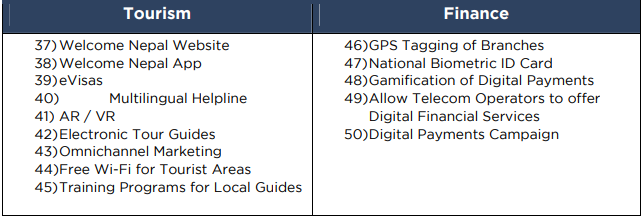 Tourism
37) Welcome Nepal Website
38) Welcome Nepal App
39) eVisas
40) Multilingual Helpline
41) AR / VR
42) Electronic Tour Guides
43) Omnichannel Marketing
44) Free Wi-Fi for Tourist Areas
45) Training Programs for Local Guides
Finance
46)GPS Tagging of Branches
47)National Biometric ID Card
48)Gamification of Digital Payments
49)Allow Telecom Operators to offer
Digital Financial Services
50)Digital Payments Campaign